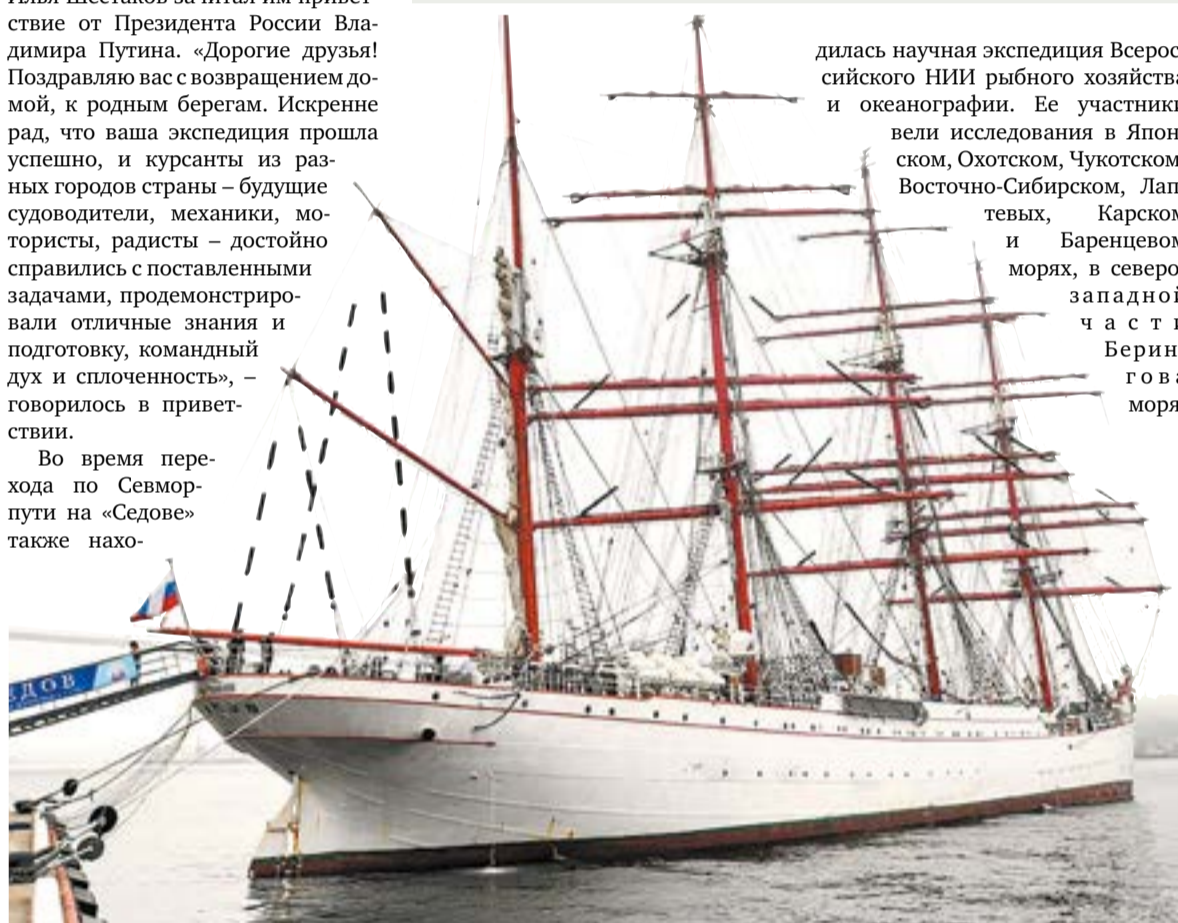 ствие от Президента России Вла-
димира Путина. «Дорогие друзья!
Поздравляю вас с возвращением до-
мой, к родным берегам. Искренне
рад, что ваша экспедиция прошла
успешно, и курсанты из раз-
ных городов страны – будущие
судоводители, механики, мо-
тористы, радисты – достойно
справились с поставленными
задачами, продемонстриро-
вали отличные знания и
подготовку, командный
дух и сплоченность», –
говорилось в привет-
ствии.
Во время пере-
хода по Севмор-
пути на «Седове»
также нахо-
дилась научная экспедиция Всерос
сийского НИИ рыбного хозяйства
и океанографии. Ее участники
вели исследования в Япон
ском, Охотском, Чукотском
Восточно-Сибирском, Лап
тевых, Карском
и Баренцевом
морях, в северо
западной
части
Берин
гова
моря
ДОВ